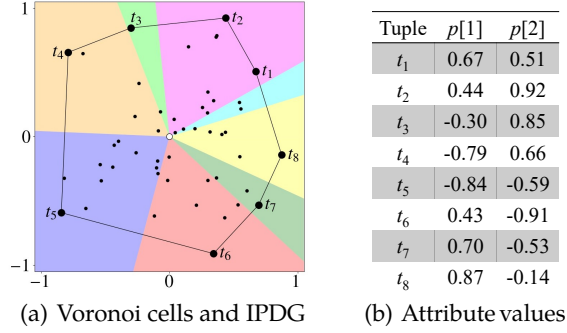 1
0
−1
−1
0
1
t3
t2
t4
t1
t8
t7
t5
t6
(a) Voronoi cells and IPDG
Tuple p[1] p[2]
t1 0.67 0.51
t2 0.44 0.92
t3 -0.30 0.85
t4 -0.79 0.66
t5 -0.84 -0.59
t6 0.43 -0.91
t7 0.70 -0.53
t8 0.87 -0.14
(b) Attribute values